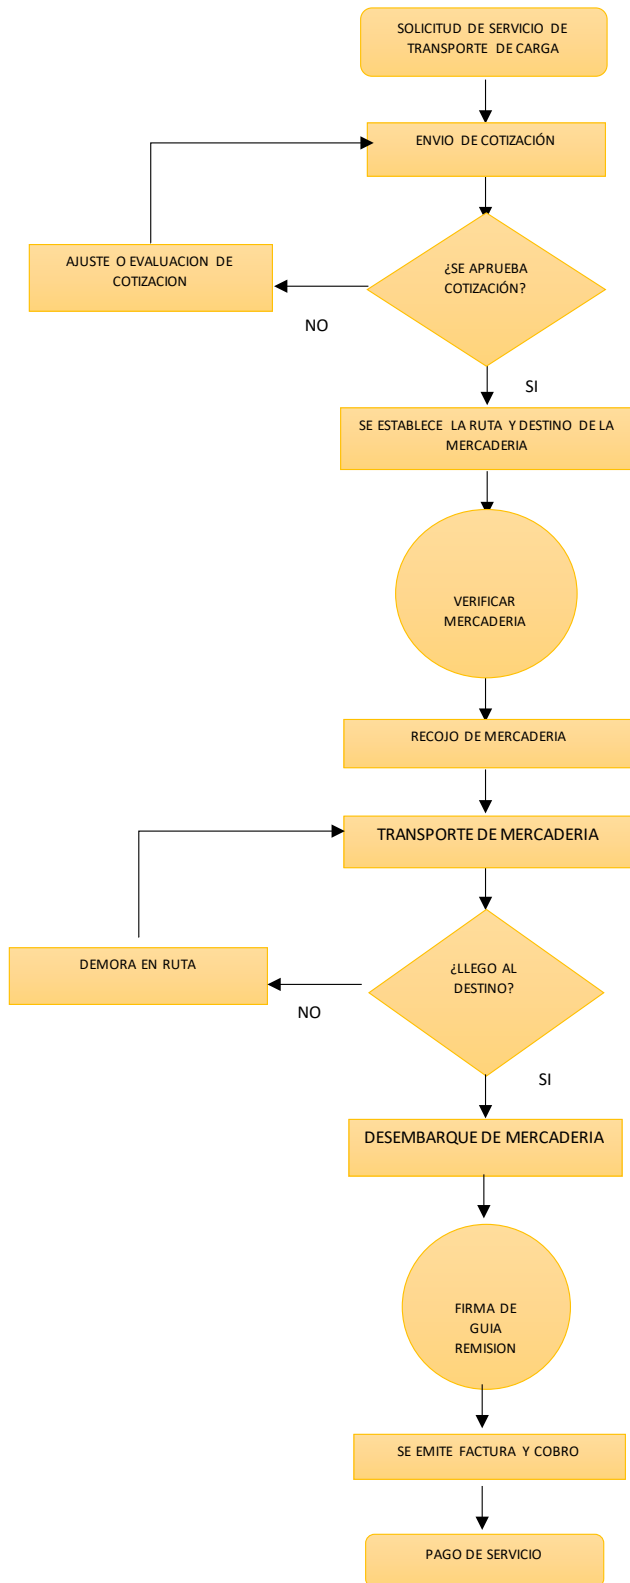 SOLICITUD DE SERVICIO DE
TRANSPORTE DE CARGA
ENVIO DE COTIZACIÓN
AJUSTE O EVALUACION DE
COTIZACION
¿SE APRUEBA
COTIZACIÓN?
NO
SI
SE ESTABLECE LA RUTA Y DESTINO DE LA
MERCADERIA
VERIFICAR
MERCADERIA
RECOJO DE MERCADERIA
TRANSPORTE DE MERCADERIA
DEMORA EN RUTA
¿LLEGO AL
DESTINO?
NO
SI
DESEMBARQUE DE MERCADERIA
FIRMA DE
GUIA
REMISION
SE EMITE FACTURA Y COBRO
PAGO DE SERVICIO